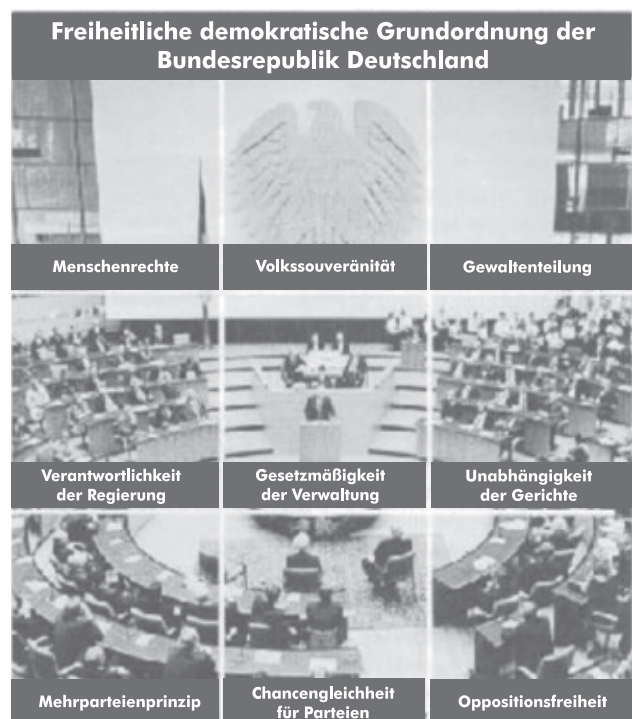 Freiheitliche demokratische Grundordnung der
Bundesrepublik Deutschland
Menschenrechte
Volkssouveränität
Gewaltenteilung
Verantwortlichkeit
der Regierung
Gesetzmäßigkeit
der Verwaltung
Unabhängigkeit
der Gerichte
Mehrparteienprinzip
Chancengleichheit
für Parteien
Oppositionsfreiheit